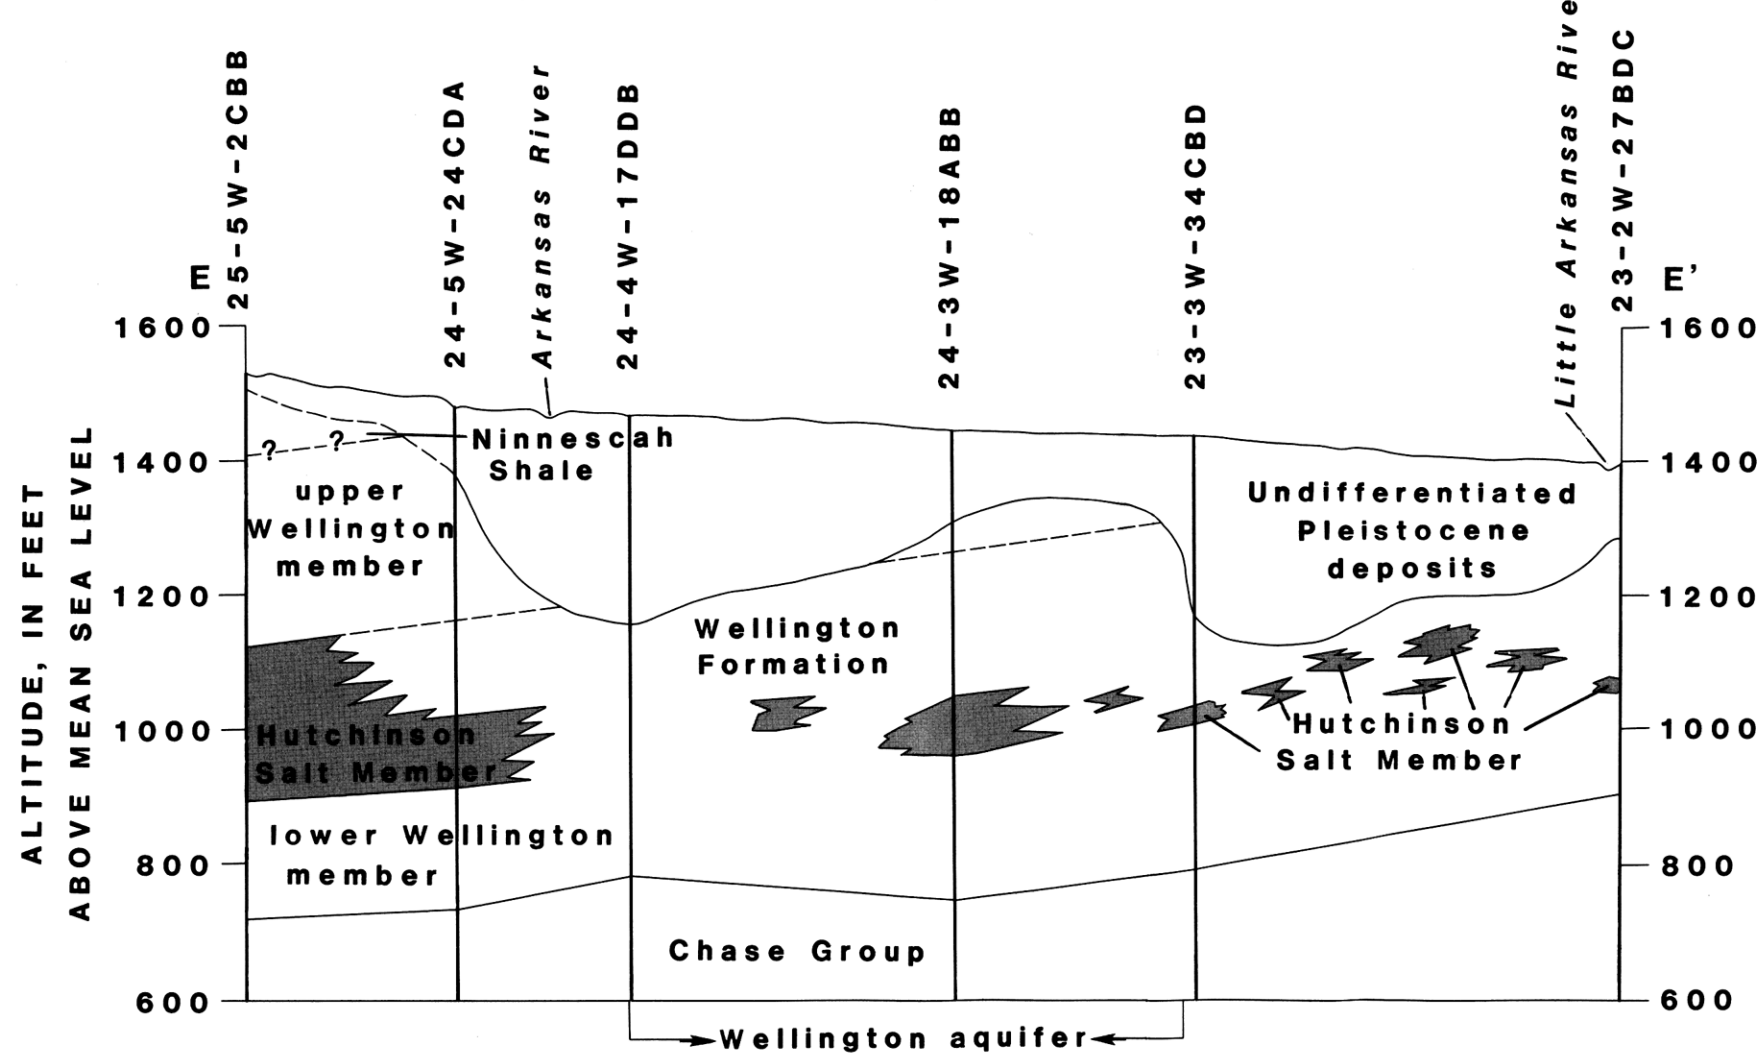 25-5W-2CBB
24-5W-24CDA
Arkansas River
24-4W-17DDB
24-3W-18ABB
23-3W-34CBD
Little Arkansas River
23-2W-27BDC
E
E'
1600
1600
1400
1400
1200
1200
1000
1000
800
800
600
600
ALTITUDE, IN FEET
ABOVE MEAN SEA LEVEL
? ?
Ninnescah
Shale
upper
Wellington
member
Undifferentiated
Pleistocene
deposits
Wellington
Formation
Hutchinson
Salt Member
Hutchinson
Salt Member
lower Wellington
member
Chase Group
Wellington aquifer